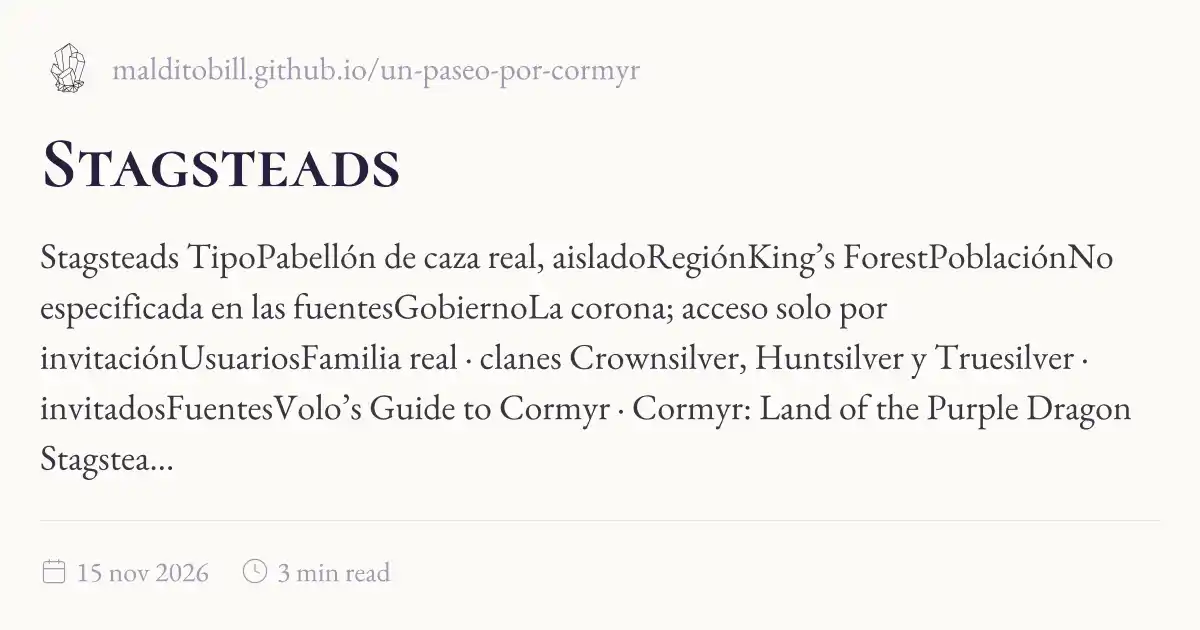 malditobill.github.io/un-paseo-por-cormyr
Stagsteads
Stagsteads TipoPabellón de caza real, aisladoRegiónKing’s ForestPoblaciónNo
especificada en las fuentesGobiernoLa corona; acceso solo por
invitaciónUsuariosFamilia real · clanes Crownsilver, Huntsilver y Truesilver ·
invitadosFuentesVolo’s Guide to Cormyr · Cormyr: Land of the Purple Dragon
Stagstea...
15 nov 2026
3 min read